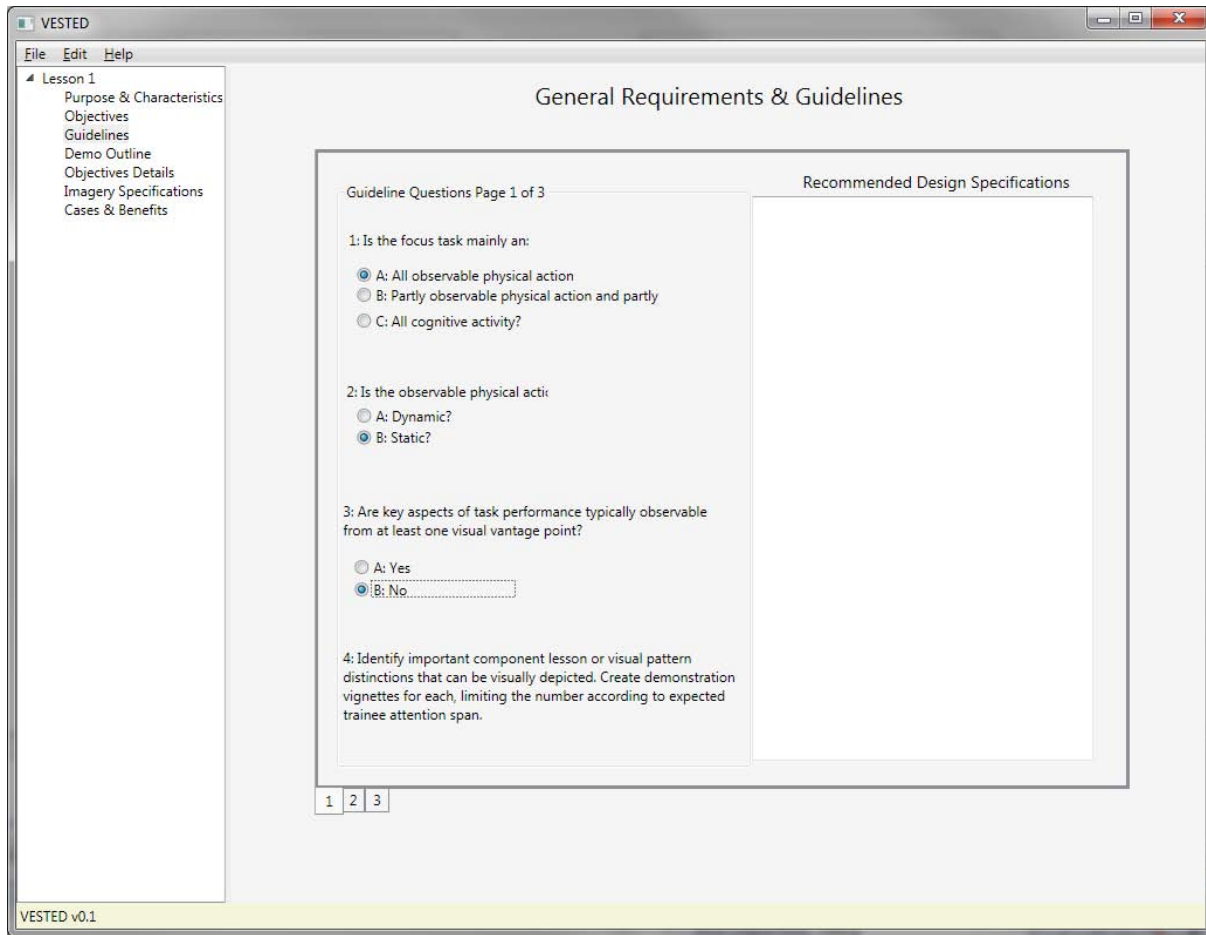 VESTED
File Edit Help
Lesson 1
Purpose & Characteristics
Objectives
Guidelines
Demo Outline
Objectives Details
Imagery Specifications
Cases & Benefits
General Requirements & Guidelines
Guideline Questions Page 1 of 3
1: Is the focus task mainly an:
A: All observable physical action
B: Partly observable physical action and partly
C: All cognitive activity?
2: Is the observable physical acti
A: Dynamic?
B: Static?
3: Are key aspects of task performance typically observable
from at least one visual vantage point?
A: Yes
B: No
4: Identify important component lesson or visual pattern
distinctions that can be visually depicted. Create demonstration
vignettes for each, limiting the number according to expected
trainee attention span.
Recommended Design Specifications
1 2 3
VESTED v0.1